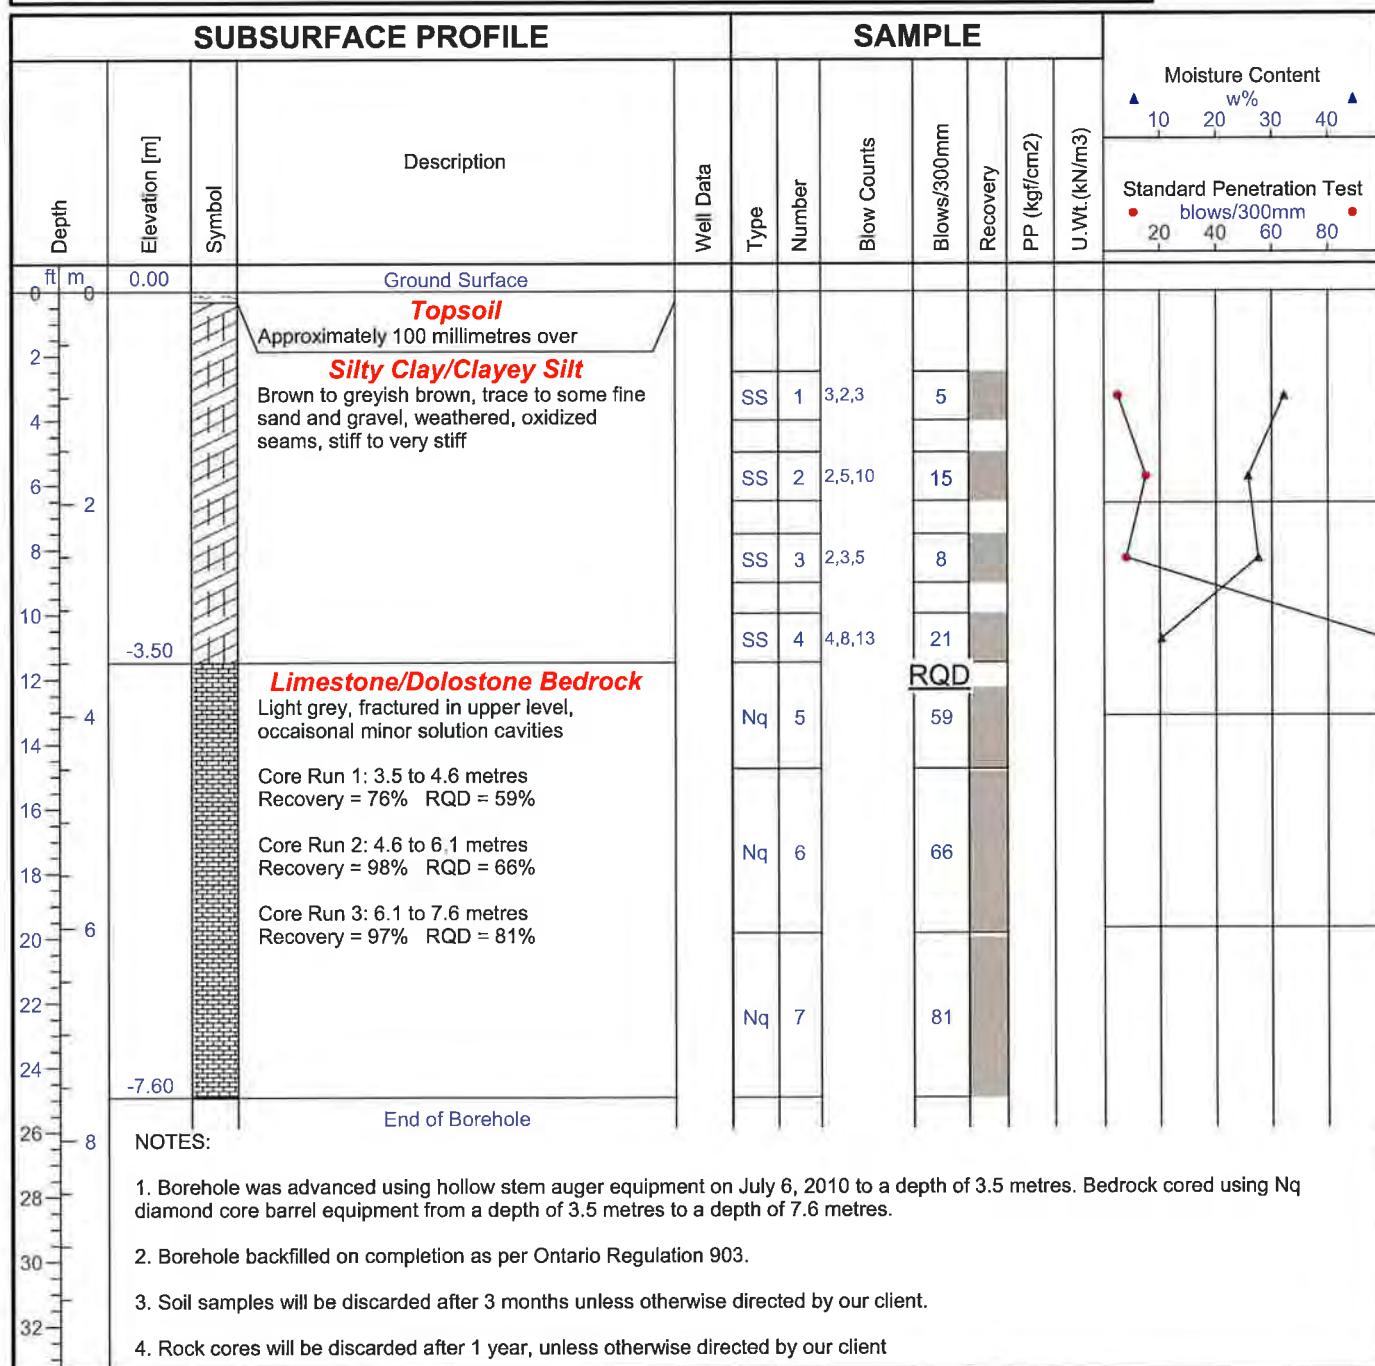 SUBSURFACE PROFILE
SAMPLE
Depth
Elevation [m]
Symbol
Description
Well Data
Type
Number
Blow Counts
Blows/300mm
Recovery
PP (kgf/cm2)
U.Wt.(kN/m3)
Moisture Content
w%
10 20 30 40
Standard Penetration Test
blows/300mm
20 40 60 80
ft m 0.00 Ground Surface
0 0
Topsoil
Approximately 100 millimetres over
2
Silty Clay/Clayey Silt
Brown to greyish brown, trace to some fine
sand and gravel, weathered, oxidized
seams, stiff to very stiff
SS 1 3,2,3 5
4
SS 2 2,5,10 15
6
2
8
SS 3 2,3,5 8
10
SS 4 4,8,13 21
-3.50
RQD
12
Limestone/Dolostone Bedrock
Light grey, fractured in upper level,
occaisonal minor solution cavities
4
Nq 5 59
14
Core Run 1: 3.5 to 4.6 metres
Recovery = 76% RQD = 59%
16
Core Run 2: 4.6 to 6.1 metres
Recovery = 98% RQD = 66%
Nq 6 66
18
Core Run 3: 6.1 to 7.6 metres
Recovery = 97% RQD = 81%
6
20
22
Nq 7 81
24
-7.60
End of Borehole
26
8
NOTES:
1. Borehole was advanced using hollow stem auger equipment on July 6, 2010 to a depth of 3.5 metres. Bedrock cored using Nq
diamond core barrel equipment from a depth of 3.5 metres to a depth of 7.6 metres.
28
2. Borehole backfilled on completion as per Ontario Regulation 903.
30
3. Soil samples will be discarded after 3 months unless otherwise directed by our client.
32
4. Rock cores will be discarded after 1 year, unless otherwise directed by our client